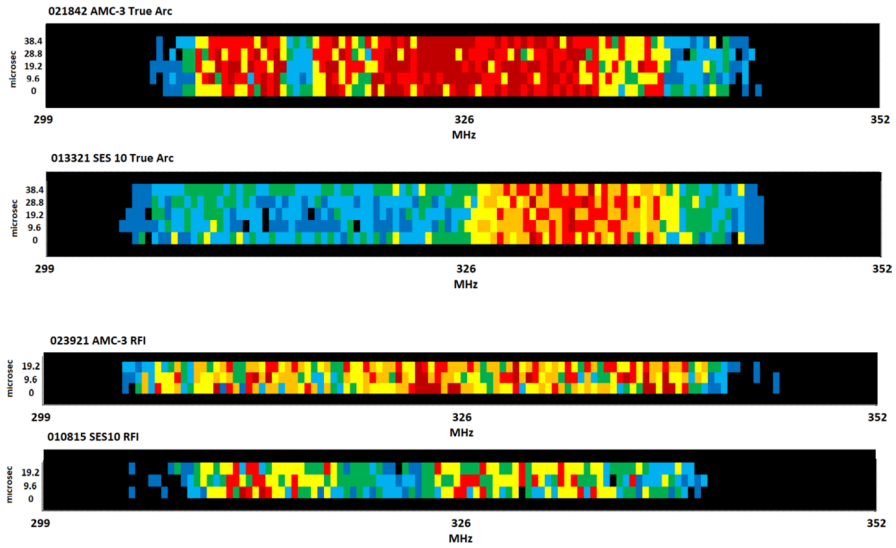 021842 AMC-3 True Arc
microsec
38.4
28.8
19.2
9.6
0
299 326 352
MHz
013321 SES 10 True Arc
microsec
38.4
28.8
19.2
9.6
0
299 326 352
MHz
023921 AMC-3 RFI
microsec
19.2
9.6
0
299 326 352
MHz
010815 SES10 RFI
microsec
19.2
9.6
0
299 326 352
MHz